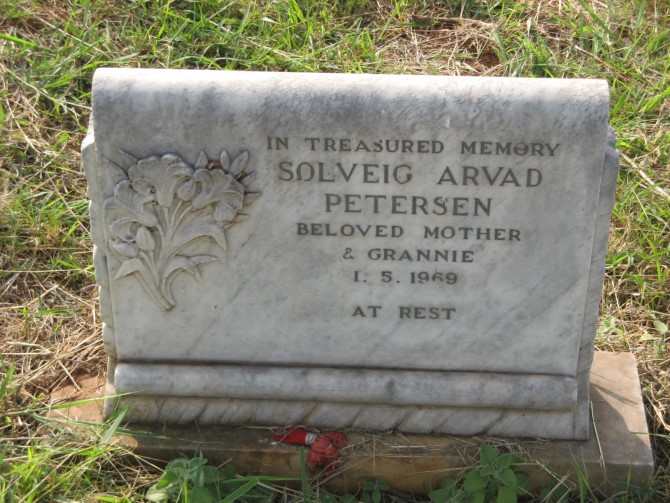 IN TREASURED MEMORY
SOLVEIG ARVAD
PETERSEN
BELOVED MOTHER
& GRANNIE
1. 5. 1969
AT REST